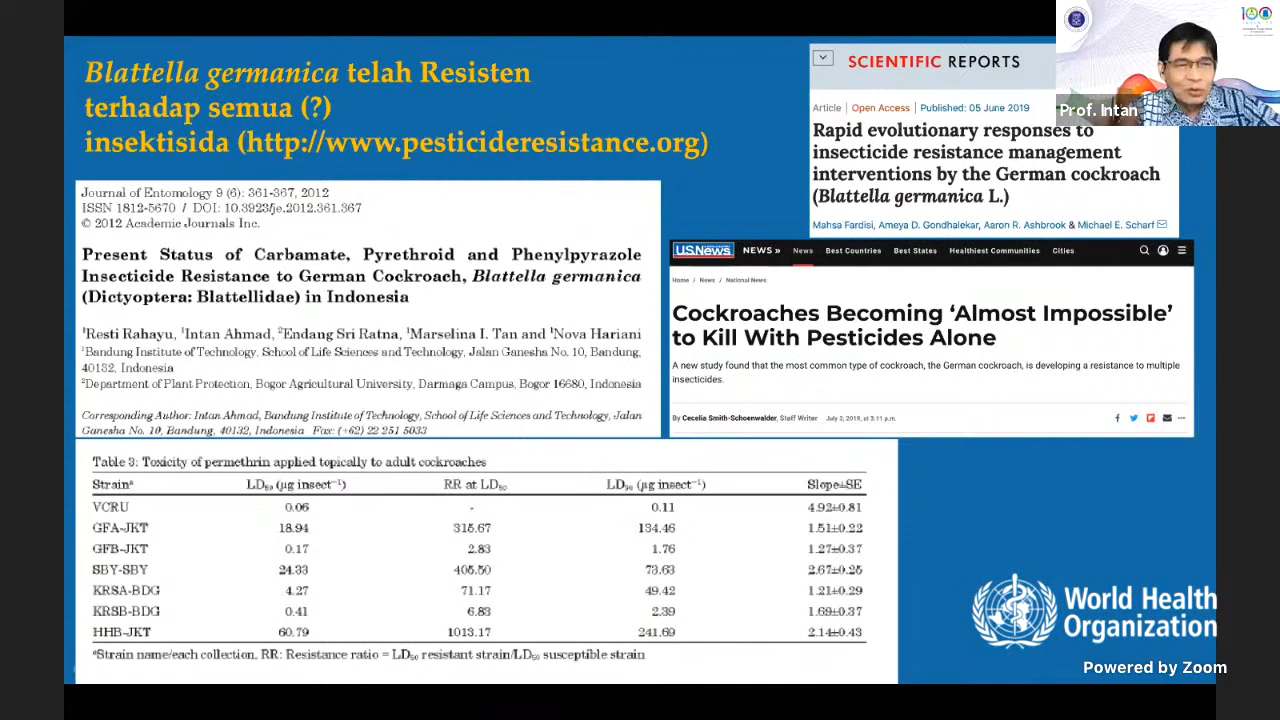 Blattella germanica telah Resisten
terhadap semua (?)
insektisida (http://www.pesticideresistance.org)
Journal of Entomology 9 (6): 361-367, 2012
ISSN 1812-5670 / DOI: 10.3923/je.2012.361.367
© 2012 Academic Journals Inc.
Present Status of Carbamate, Pyrethroid and Phenylpyrazole
Insecticide Resistance to German Cockroach, Blattella germanica
(Dictyoptera: Blattellidae) in Indonesia
¹Resti Rahayu, ¹Intan Ahmad, ²Endang Sri Ratna, ¹Marselina I. Tan and ¹Nova Hariani
¹Bandung Institute of Technology, School of Life Sciences and Technology, Jalan Ganesha No. 10, Bandung,
40132, Indonesia
²Department of Plant Protection, Bogor Agricultural University, Darmaga Campus, Bogor 16680, Indonesia
Corresponding Author: Intan Ahmad, Bandung Institute of Technology, School of Life Sciences and Technology, Jalan
Ganesha No. 10, Bandung, 40132, Indonesia Fax: (+62) 22 251 5033
SCIENTIFIC REPORTS
Article | Open Access | Published: 05 June 2019
Rapid evolutionary responses to
insecticide resistance management
interventions by the German cockroach
(Blattella germanica L.)
Mahsa Fardisi, Ameya D. Gondhalekar, Aaron R. Ashbrook & Michael E. Scharf
Prof. Intan
100
U.S.News NEWS » News Best Countries Best States Healthiest Communities Cities
Home / News / National News
Cockroaches Becoming ‘Almost Impossible’
to Kill With Pesticides Alone
A new study found that the most common type of cockroach, the German cockroach, is developing a resistance to multiple
insecticides.
By Cecelia Smith-Schoenwalder, Staff Writer July 2, 2019, at 3:11 p.m.
Table 3: Toxicity of permethrin applied topically to adult cockroaches
Strainᵃ LD₅₀ (μg insect⁻¹) RR at LD₅₀ LD₉₀ (μg insect⁻¹) Slope±SE
VCRU 0.06 - 0.11 4.92±0.81
GFA-JKT 18.94 315.67 134.46 1.51±0.22
GFB-JKT 0.17 2.83 1.76 1.27±0.37
SBY-SBY 24.33 405.50 73.63 2.67±0.25
KRSA-BDG 4.27 71.17 49.42 1.21±0.29
KRSB-BDG 0.41 6.83 2.39 1.69±0.37
HHB-JKT 60.79 1013.17 241.69 2.14±0.43
ᵃStrain name/each collection, RR: Resistance ratio = LD₅₀ resistant strain/LD₅₀ susceptible strain
World Health
Organization
Powered by Zoom